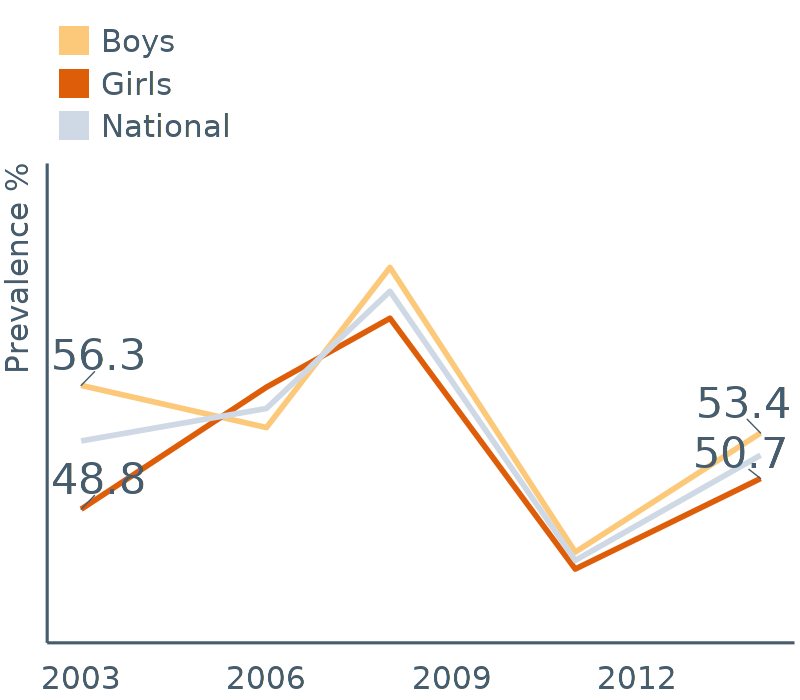 Boys
Girls
National
Prevalence %
56.3
53.4
50.7
48.8
2003 2006 2009 2012